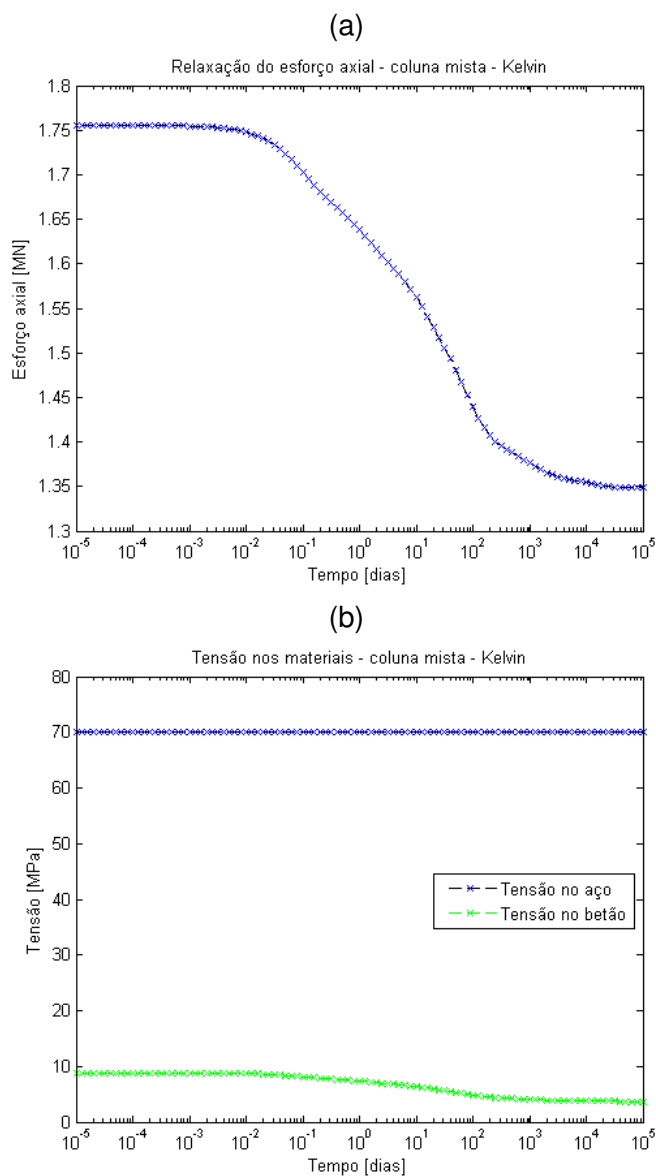 (a)
Relaxação do esforço axial - coluna mista - Kelvin
Esforço axial [MN]
1.8
1.75
1.7
1.65
1.6
1.55
1.5
1.45
1.4
1.35
1.3
10^-5 10^-4 10^-3 10^-2 10^-1 10^0 10^1 10^2 10^3 10^4 10^5
Tempo [dias]
(b)
Tensão nos materiais - coluna mista - Kelvin
Tensão [MPa]
80
70
60
50
40
30
20
10
0
Tensão no aço
Tensão no betão
10^-5 10^-4 10^-3 10^-2 10^-1 10^0 10^1 10^2 10^3 10^4 10^5
Tempo [dias]